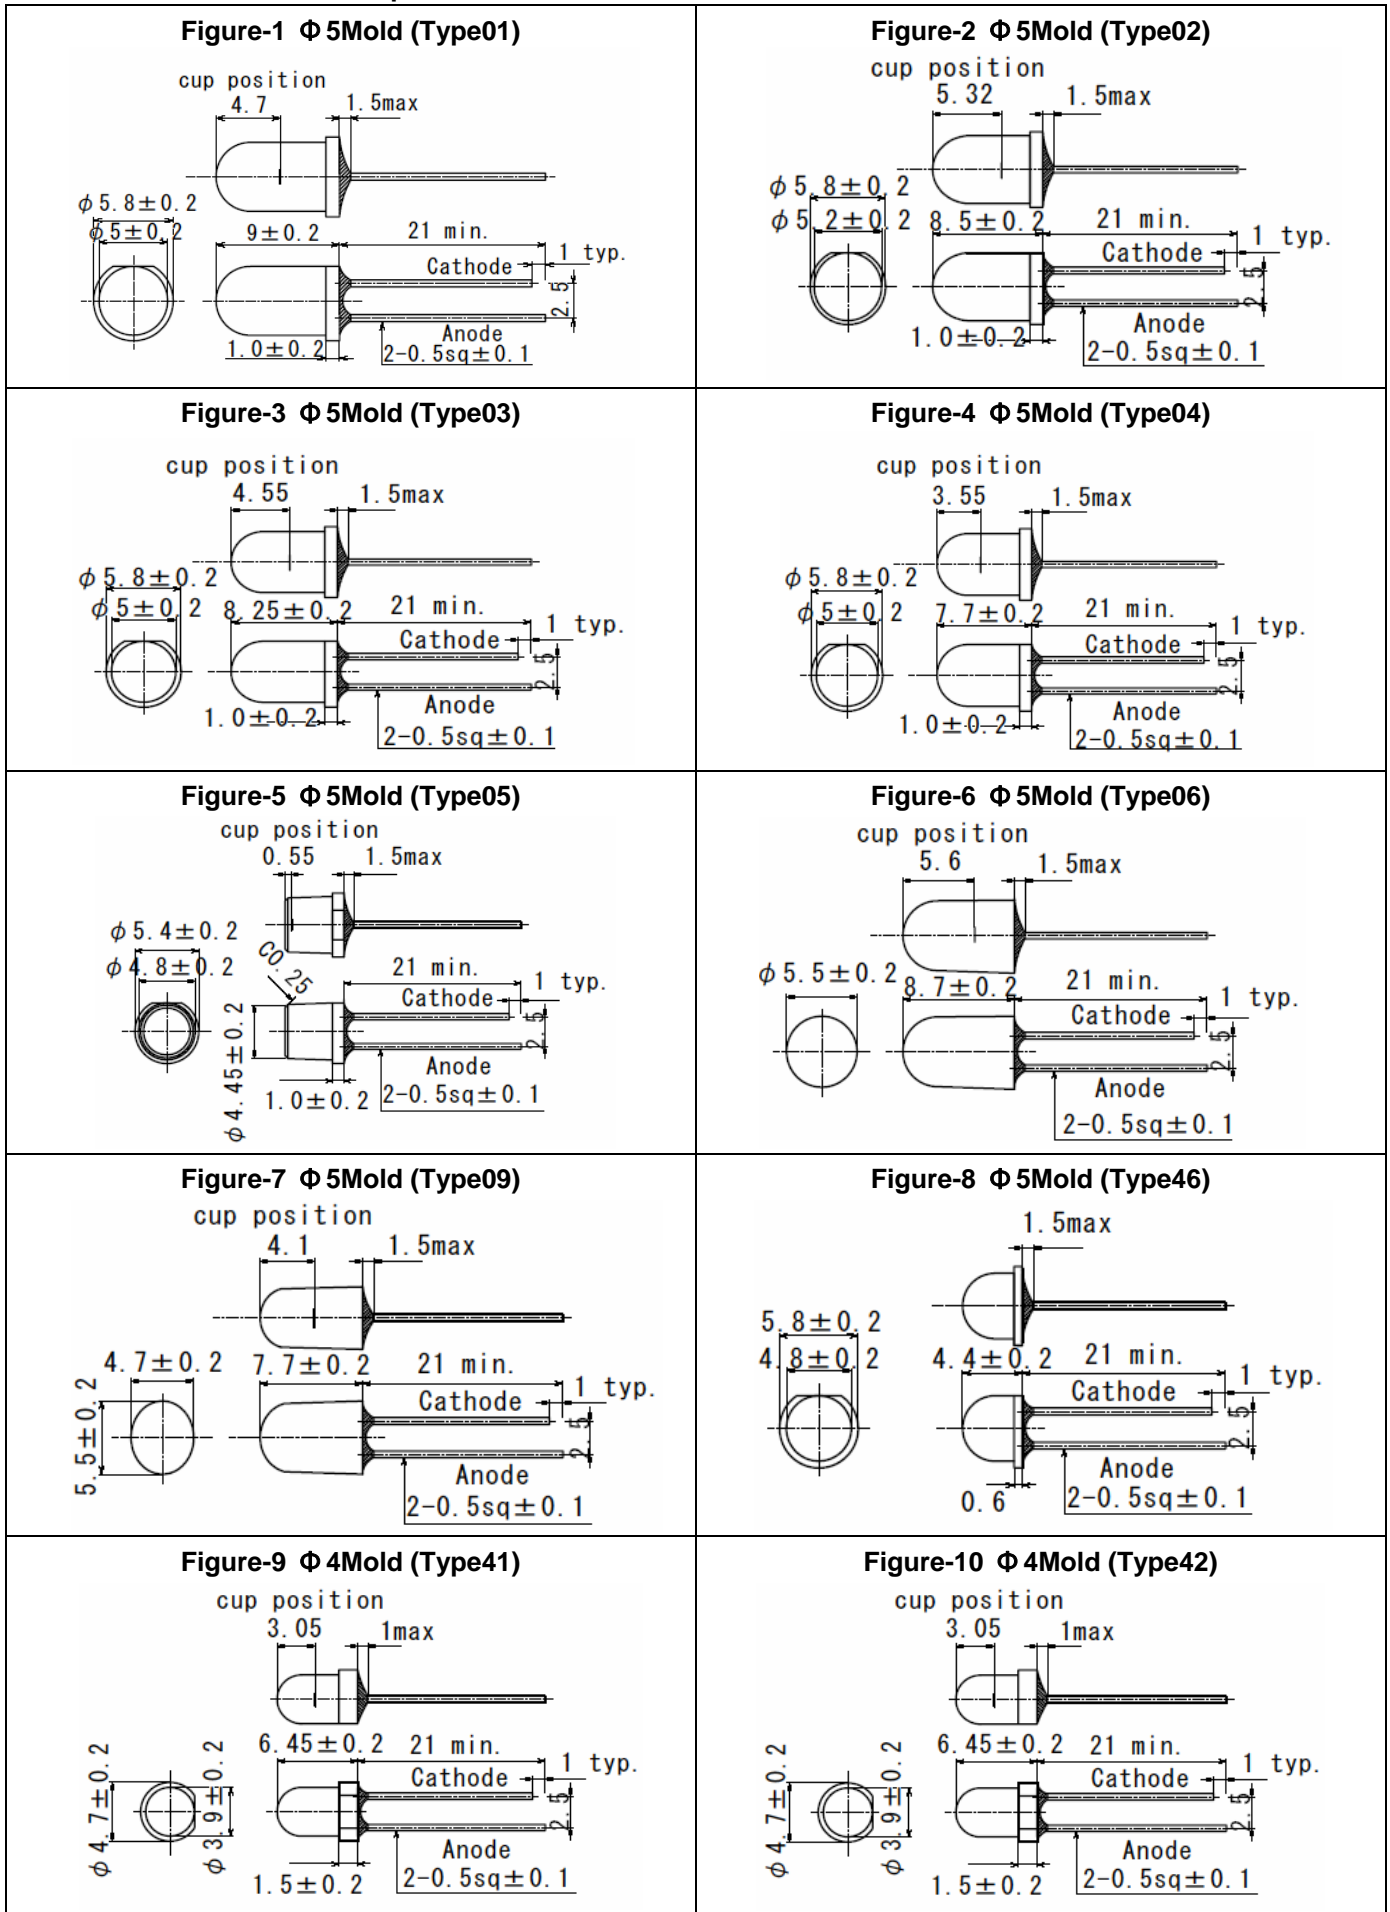 Figure-1 Φ5Mold (Type01)
cup position
4.7
1.5max
φ5.8±0.2
φ5±0.2
9±0.2
21 min.
1 typ.
Cathode
2.5
Anode
1.0±0.2
2-0.5sq±0.1
Figure-2 Φ5Mold (Type02)
cup position
5.32
1.5max
φ5.8±0.2
φ5.2±0.2
8.5±0.2
21 min.
1 typ.
Cathode
2.5
Anode
1.0±0.2
2-0.5sq±0.1
Figure-3 Φ5Mold (Type03)
cup position
4.55
1.5max
φ5.8±0.2
φ5±0.2
8.25±0.2
21 min.
1 typ.
Cathode
2.5
Anode
1.0±0.2
2-0.5sq±0.1
Figure-4 Φ5Mold (Type04)
cup position
3.55
1.5max
φ5.8±0.2
φ5±0.2
7.7±0.2
21 min.
1 typ.
Cathode
2.5
Anode
1.0±0.2
2-0.5sq±0.1
Figure-5 Φ5Mold (Type05)
cup position
0.55
1.5max
φ5.4±0.2
φ4.8±0.2
C0.25
21 min.
1 typ.
Cathode
2.5
Anode
φ4.45±0.2
1.0±0.2
2-0.5sq±0.1
Figure-6 Φ5Mold (Type06)
cup position
5.6
1.5max
φ5.5±0.2
8.7±0.2
21 min.
1 typ.
Cathode
2.5
Anode
2-0.5sq±0.1
Figure-7 Φ5Mold (Type09)
cup position
4.1
1.5max
4.7±0.2
7.7±0.2
21 min.
1 typ.
Cathode
5.5±0.2
2.5
Anode
2-0.5sq±0.1
Figure-8 Φ5Mold (Type46)
1.5max
5.8±0.2
4.8±0.2
4.4±0.2
21 min.
1 typ.
Cathode
2.5
Anode
0.6
2-0.5sq±0.1
Figure-9 Φ4Mold (Type41)
cup position
3.05
1max
6.45±0.2
21 min.
1 typ.
Cathode
φ4.7±0.2
φ3.9±0.2
2.5
Anode
1.5±0.2
2-0.5sq±0.1
Figure-10 Φ4Mold (Type42)
cup position
3.05
1max
6.45±0.2
21 min.
1 typ.
Cathode
φ4.7±0.2
φ3.9±0.2
2.5
Anode
1.5±0.2
2-0.5sq±0.1